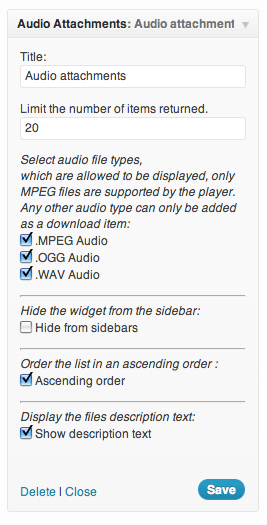 Audio Attachments: Audio attachment
Title:
Audio attachments
Limit the number of items returned.
20
Select audio file types,
which are allowed to be displayed, only
MPEG files are supported by the player.
Any other audio type can only be added
as a download item:
.MPEG Audio
.OGG Audio
.WAV Audio
Hide the widget from the sidebar:
Hide from sidebars
Order the list in an ascending order :
Ascending order
Display the files description text:
Show description text
Delete | Close Save